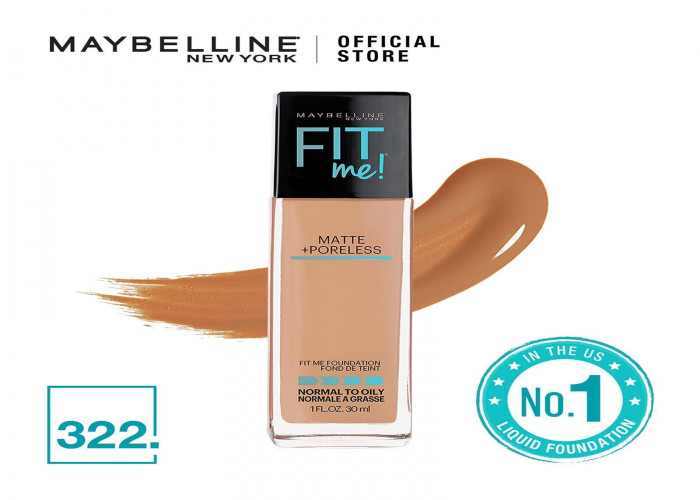 MAYBELLINE
NEW YORK
OFFICIAL
STORE
MAYBELLINE
NEW YORK
FIT
me!
MATTE
+PORELESS
FIT ME FOUNDATION
FOND DE TEINT
NORMAL TO OILY
NORMALE A GRASSE
1 FL.OZ. 30 ml
322.
IN THE US
No.1
LIQUID FOUNDATION